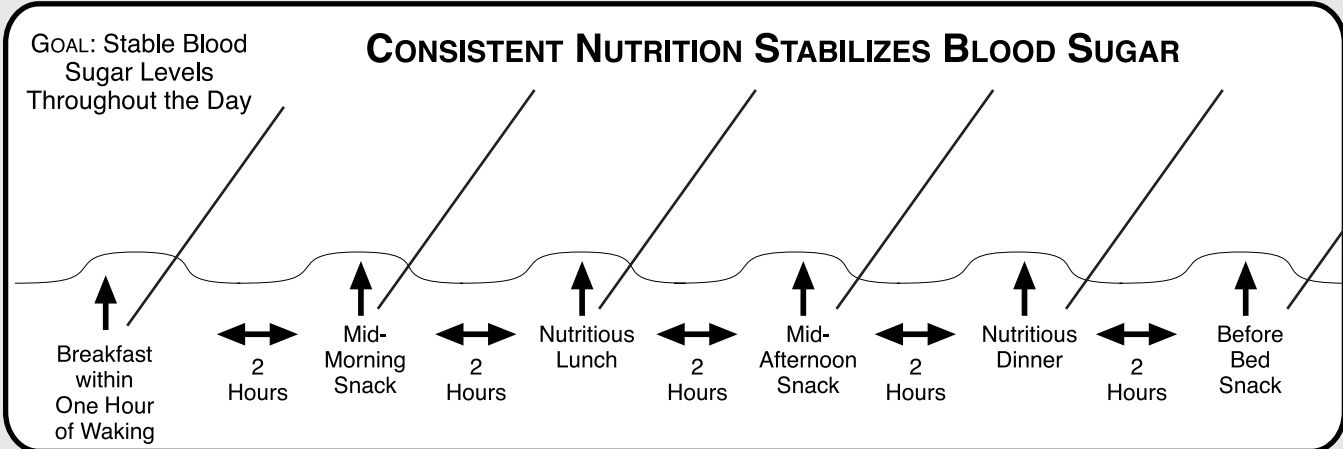 GOAL: Stable Blood
Sugar Levels
Throughout the Day
CONSISTENT NUTRITION STABILIZES BLOOD SUGAR
Breakfast
within
One Hour
of Waking
2
Hours
Mid-
Morning
Snack
2
Hours
Nutritious
Lunch
2
Hours
Mid-
Afternoon
Snack
2
Hours
Nutritious
Dinner
2
Hours
Before
Bed
Snack